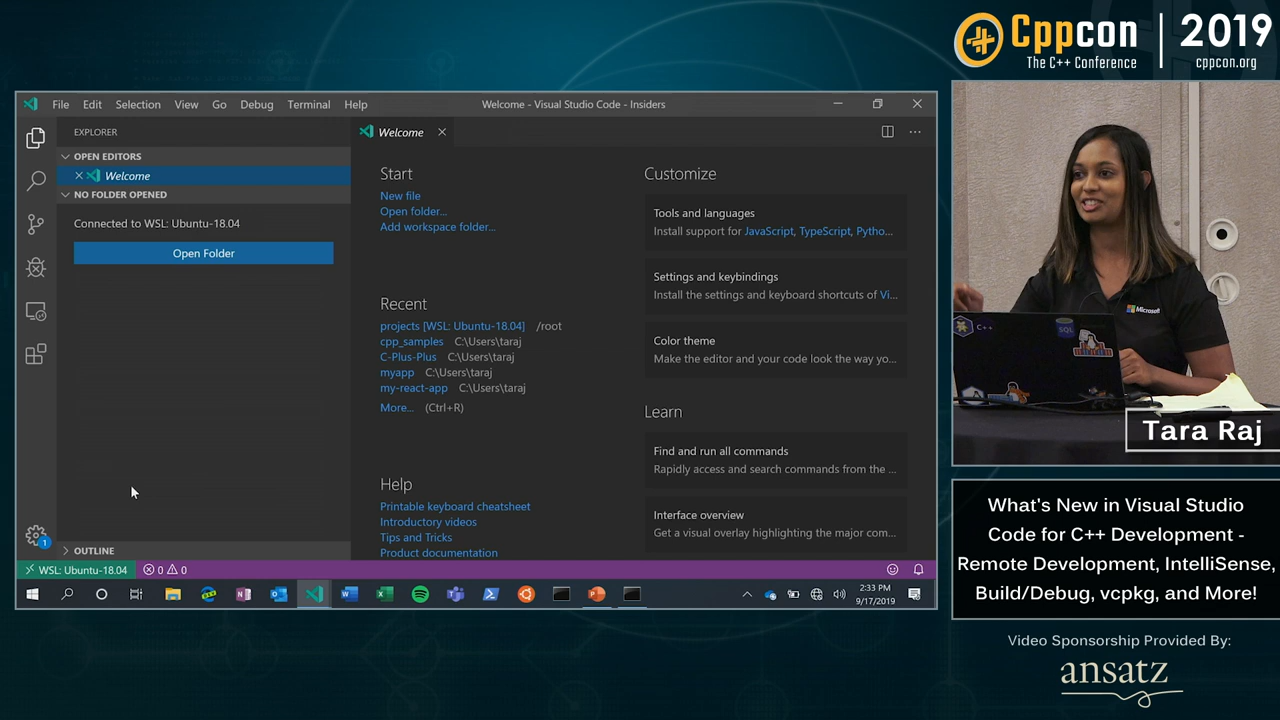 Cppcon
The C++ Conference
2019
cppcon.org
File Edit Selection View Go Debug Terminal Help
Welcome - Visual Studio Code - Insiders
EXPLORER
OPEN EDITORS
Welcome
NO FOLDER OPENED
Connected to WSL: Ubuntu-18.04
Open Folder
OUTLINE
Welcome
Start
New file
Open folder...
Add workspace folder...
Recent
projects [WSL: Ubuntu-18.04] /root
cpp_samples C:\Users\taraj
C-Plus-Plus C:\Users\taraj
myapp C:\Users\taraj
my-react-app C:\Users\taraj
More... (Ctrl+R)
Help
Printable keyboard cheatsheet
Introductory videos
Tips and Tricks
Product documentation
Customize
Tools and languages
Install support for JavaScript, TypeScript, Pytho...
Settings and keybindings
Install the settings and keyboard shortcuts of Vi...
Color theme
Make the editor and your code look the way yo...
Learn
Find and run all commands
Rapidly access and search commands from the ...
Interface overview
Get a visual overlay highlighting the major com...
1
WSL: Ubuntu-18.04 0 0
2:33 PM
9/17/2019
Microsoft
C++
SQL
Tara Raj
What's New in Visual Studio
Code for C++ Development -
Remote Development, IntelliSense,
Build/Debug, vcpkg, and More!
Video Sponsorship Provided By:
ansatz